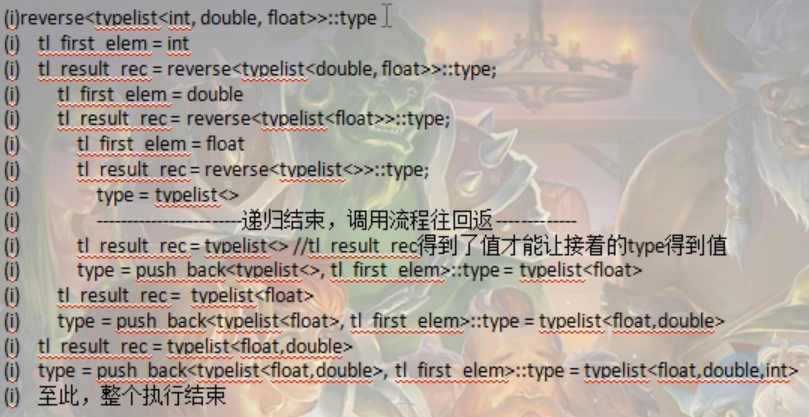 (i)reverse<typelist<int, double, float>>::type
(i) tl_first_elem = int
(i) tl_result_rec = reverse<typelist<double, float>>::type;
(i) tl_first_elem = double
(i) tl_result_rec = reverse<typelist<float>>::type;
(i) tl_first_elem = float
(i) tl_result_rec = reverse<typelist<>>::type;
(i) type = typelist<>
(i) -----------------------递归结束，调用流程往回返-------------
(i) tl_result_rec = typelist<> //tl_result_rec得到了值才能让接着的type得到值
(i) type = push_back<typelist<>, tl_first_elem>::type = typelist<float>
(i) tl_result_rec = typelist<float>
(i) type = push_back<typelist<float>, tl_first_elem>::type = typelist<float,double>
(i) tl_result_rec = typelist<float,double>
(i) type = push_back<typelist<float,double>, tl_first_elem>::type = typelist<float,double,int>
(i) 至此，整个执行结束